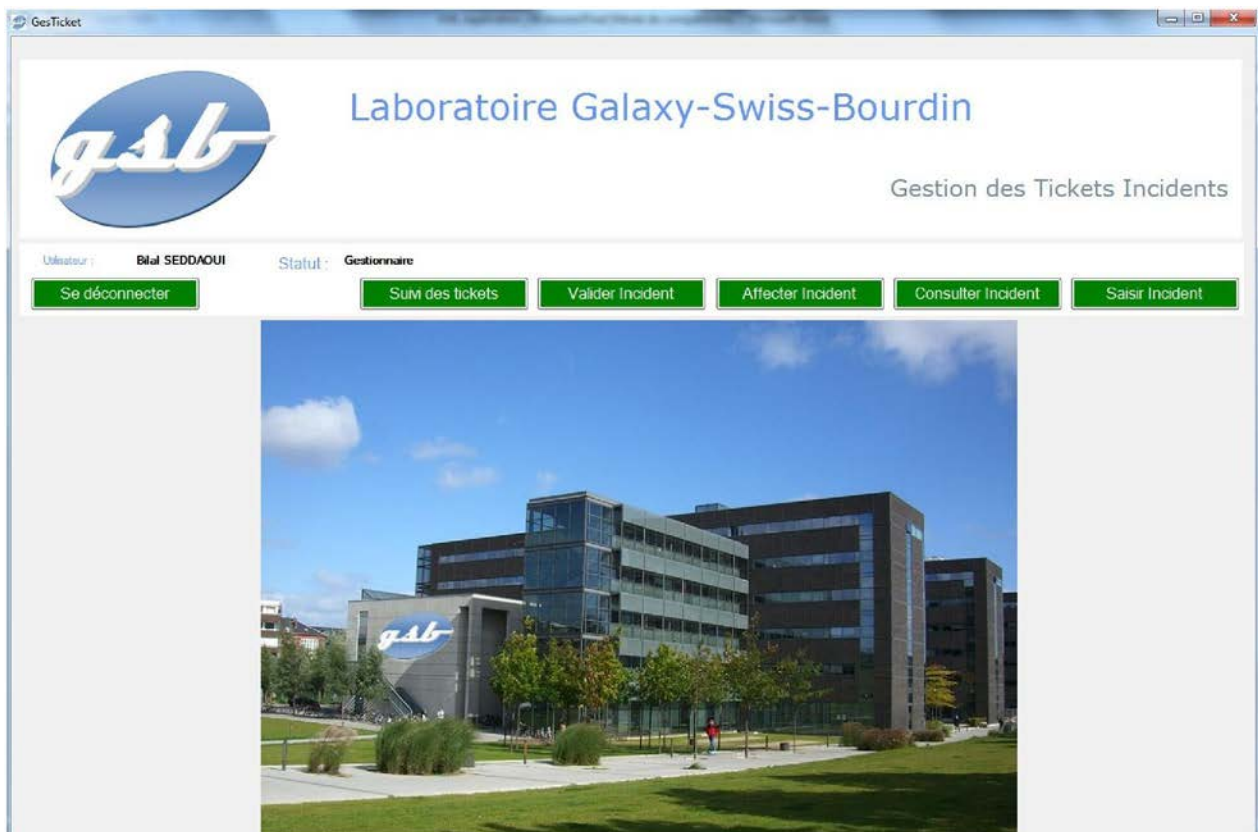 GesTicket
gsb
Laboratoire Galaxy-Swiss-Bourdin
Gestion des Tickets Incidents
Utilisateur : Bilal SEDDAOUI Statut : Gestionnaire
Se déconnecter Suivi des tickets Valider Incident Affecter Incident Consulter Incident Saisir Incident
gsb